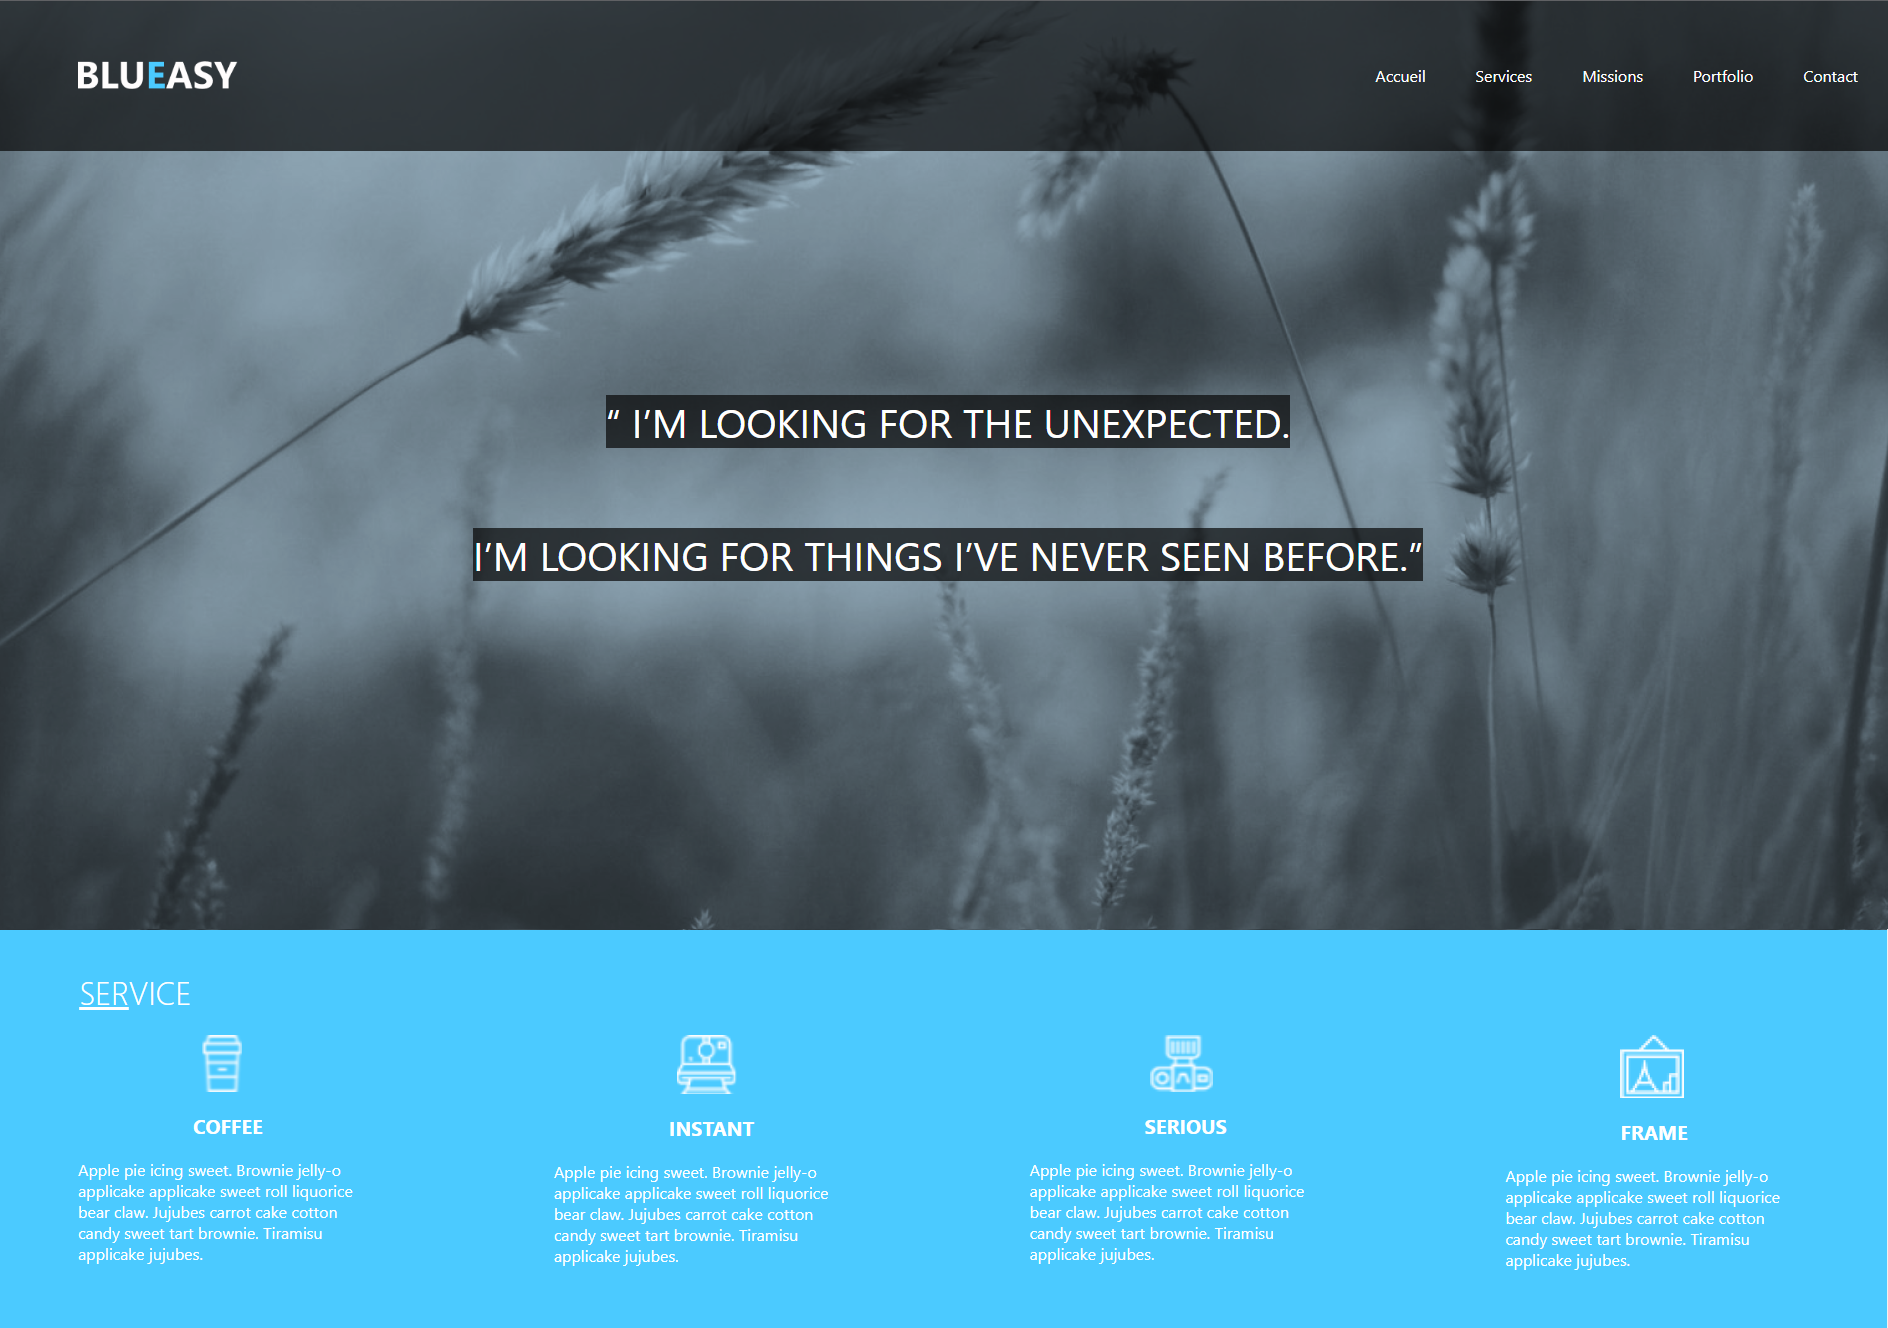 BLUEASY
Accueil Services Missions Portfolio Contact
“ I’M LOOKING FOR THE UNEXPECTED.
I’M LOOKING FOR THINGS I’VE NEVER SEEN BEFORE.”
SERVICE
COFFEE
Apple pie icing sweet. Brownie jelly-o
applicake applicake sweet roll liquorice
bear claw. Jujubes carrot cake cotton
candy sweet tart brownie. Tiramisu
applicake jujubes.
INSTANT
Apple pie icing sweet. Brownie jelly-o
applicake applicake sweet roll liquorice
bear claw. Jujubes carrot cake cotton
candy sweet tart brownie. Tiramisu
applicake jujubes.
SERIOUS
Apple pie icing sweet. Brownie jelly-o
applicake applicake sweet roll liquorice
bear claw. Jujubes carrot cake cotton
candy sweet tart brownie. Tiramisu
applicake jujubes.
FRAME
Apple pie icing sweet. Brownie jelly-o
applicake applicake sweet roll liquorice
bear claw. Jujubes carrot cake cotton
candy sweet tart brownie. Tiramisu
applicake jujubes.